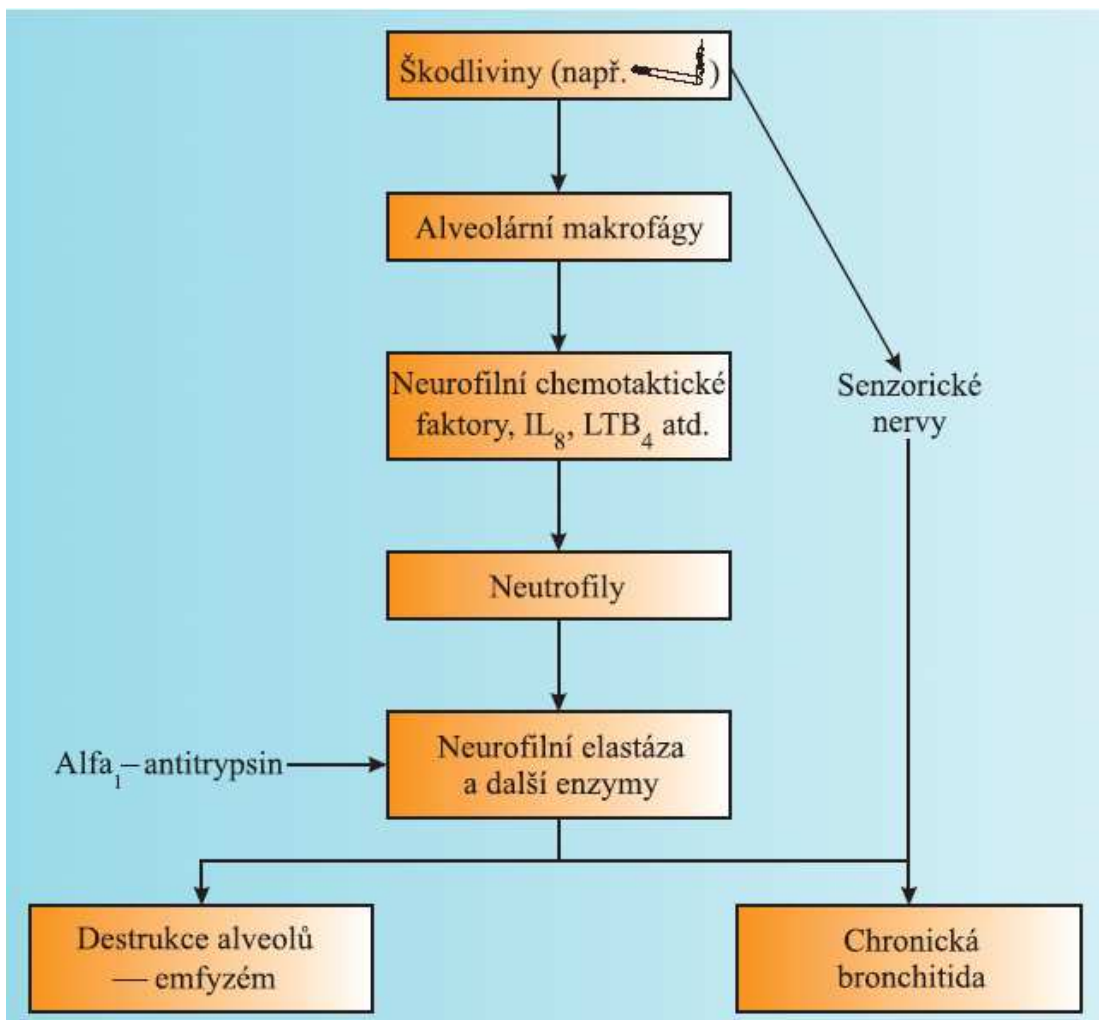 Škodliviny (např. )
Alveolární makrofágy
Neurofilní chemotaktické
faktory, IL8, LTB4 atd.
Senzorické
nervy
Neutrofily
Alfa1– antitrypsin
Neurofilní elastáza
a další enzymy
Destrukce alveolů
— emfyzém
Chronická
bronchitida